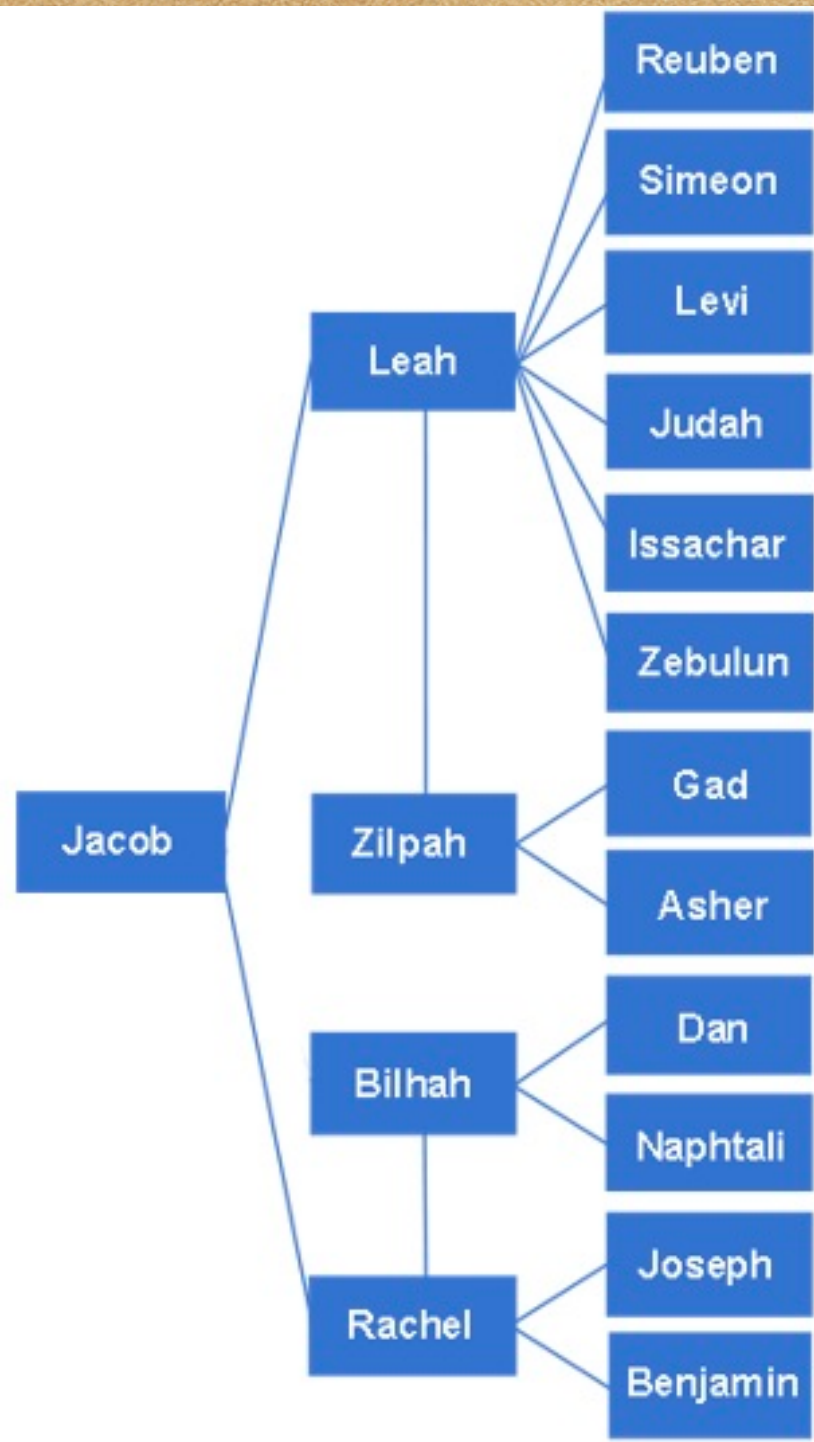 Reuben
Simeon
Levi
Leah
Judah
Issachar
Zebulun
Gad
Jacob
Zilpah
Asher
Dan
Bilhah
Naphtali
Joseph
Rachel
Benjamin